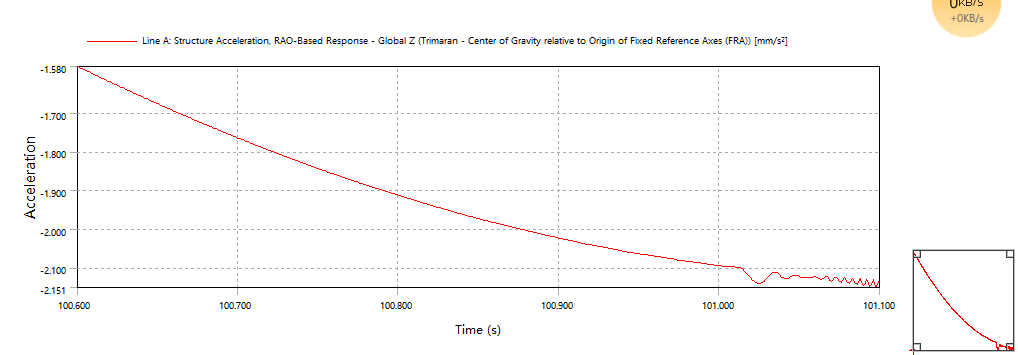 0KB/S
+0KB/s
Line A: Structure Acceleration, RAO-Based Response - Global Z (Trimaran - Center of Gravity relative to Origin of Fixed Reference Axes (FRA)) [mm/s²]
-1.580
-1.700
-1.800
-1.900
-2.000
-2.100
-2.151
Acceleration
100.600 100.700 100.800 100.900 101.000 101.100
Time (s)